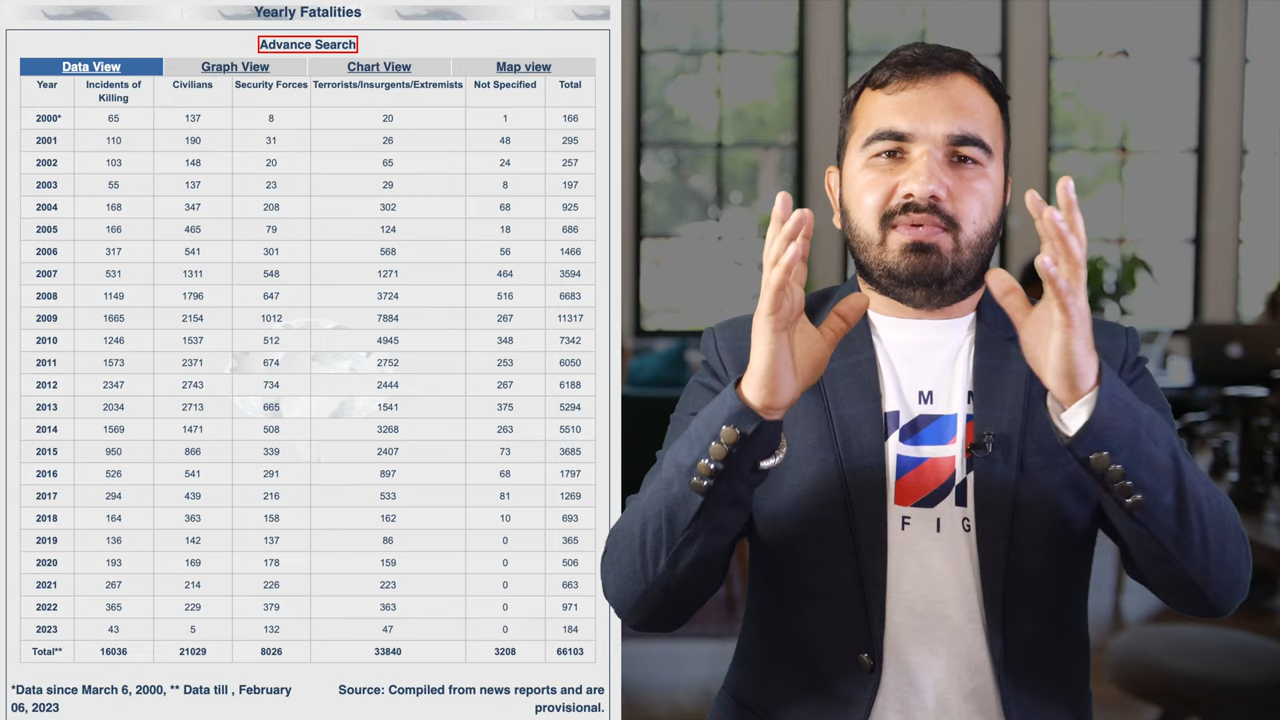 Yearly Fatalities
Advance Search
Data View Graph View Chart View Map view
Year Incidents of Killing Civilians Security Forces Terrorists/Insurgents/Extremists Not Specified Total
2000* 65 137 8 20 1 166
2001 110 190 31 26 48 295
2002 103 148 20 65 24 257
2003 55 137 23 29 8 197
2004 168 347 208 302 68 925
2005 166 465 79 124 18 686
2006 317 541 301 568 56 1466
2007 531 1311 548 1271 464 3594
2008 1149 1796 647 3724 516 6683
2009 1665 2154 1012 7884 267 11317
2010 1246 1537 512 4945 348 7342
2011 1573 2371 674 2752 253 6050
2012 2347 2743 734 2444 267 6188
2013 2034 2713 665 1541 375 5294
2014 1569 1471 508 3268 263 5510
2015 950 866 339 2407 73 3685
2016 526 541 291 897 68 1797
2017 294 439 216 533 81 1269
2018 164 363 158 162 10 693
2019 136 142 137 86 0 365
2020 193 169 178 159 0 506
2021 267 214 226 223 0 663
2022 365 229 379 363 0 971
2023 43 5 132 47 0 184
Total** 16036 21029 8026 33840 3208 66103
*Data since March 6, 2000, ** Data till , February
06, 2023
Source: Compiled from news reports and are
provisional.